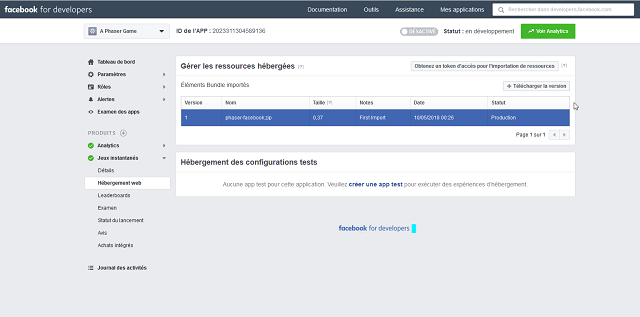 facebook for developers
Documentation
Outils
Assistance
Mes applications
Rechercher dans developers.facebook.com
A Phaser Game
ID de l'APP : 2023311304589136
DÉSACTIVÉ
Statut : en développement
Voir Analytics
Tableau de bord
Paramètres
Rôles
Alertes
Examen des apps
PRODUITS
Analytics
Jeux instantanés
Détails
Hébergement web
Leaderboards
Examen
Statut du lancement
Avis
Achats intégrés
Journal des activités
Gérer les ressources hébergées [?]
Obtenez un token d'accès pour l'importation de ressources [?]
Éléments Bundle importés
+ Télécharger la version
Version Nom Taille [?] Notes Date Statut
1 phaser-facebook.zip 0,37 First Import 10/05/2018 00:26 Production
Page 1 sur 1 « »
Hébergement des configurations tests
Aucune app test pour cette application. Veuillez créer une app test pour exécuter des expériences d'hébergement.
facebook for developers